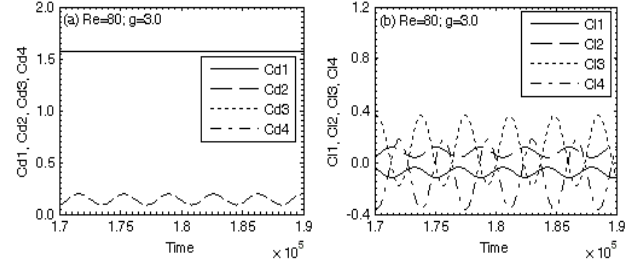 (a) Re=80; g=3.0
Cd1, Cd2, Cd3, Cd4
2.0
1.5
1.0
0.5
0.0
Cd1
Cd2
Cd3
Cd4
1.7
1.75
1.8
1.85
1.9
Time
×10^5
(b) Re=80; g=3.0
Cl1, Cl2, Cl3, Cl4
1.2
0.8
0.4
0.0
-0.4
Cl1
Cl2
Cl3
Cl4
1.7
1.75
1.8
1.85
1.9
Time
×10^5